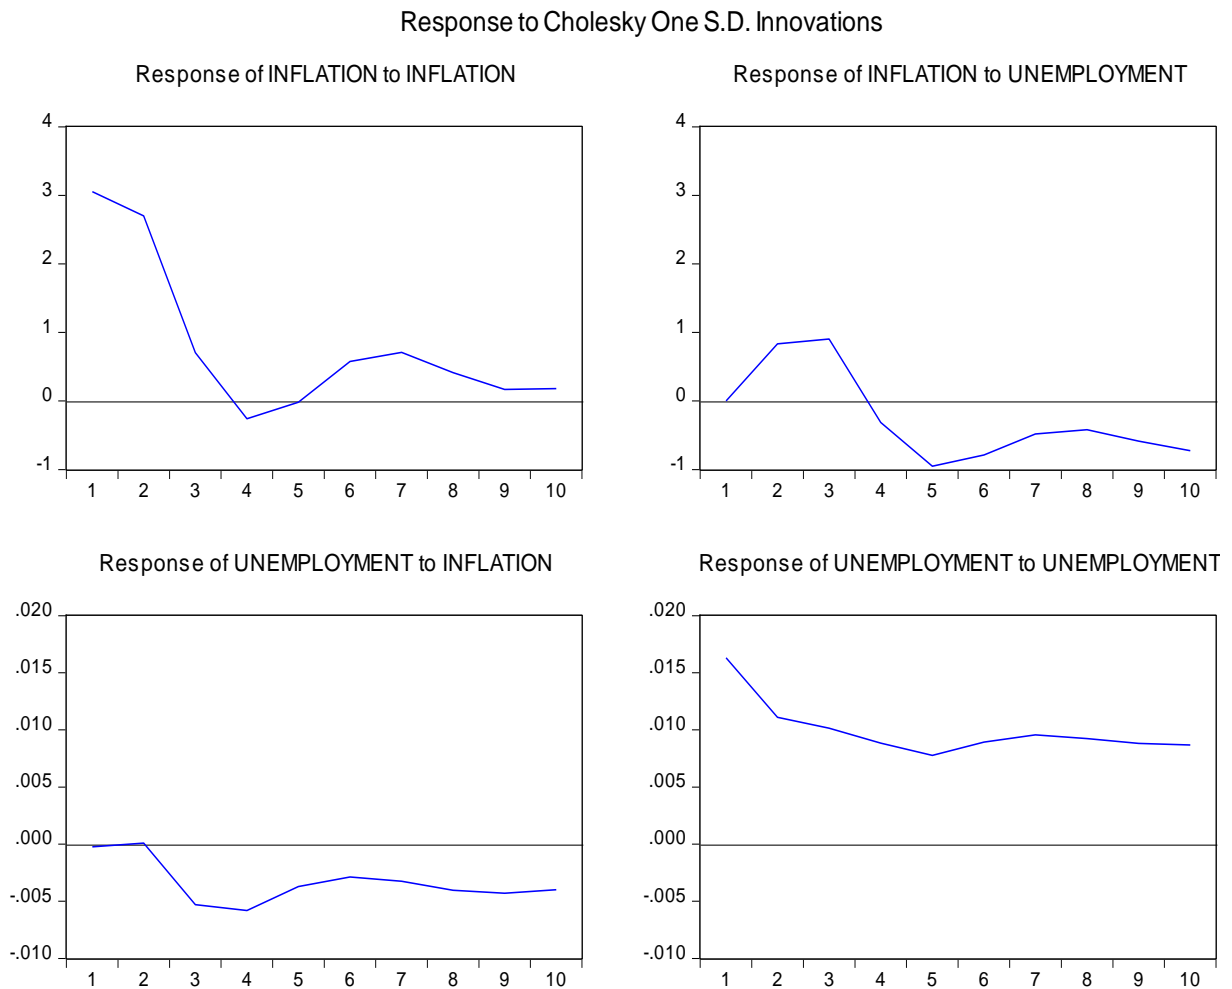 Response to Cholesky One S.D. Innovations
Response of INFLATION to INFLATION
4
3
2
1
0
-1
1 2 3 4 5 6 7 8 9 10
Response of INFLATION to UNEMPLOYMENT
4
3
2
1
0
-1
1 2 3 4 5 6 7 8 9 10
Response of UNEMPLOYMENT to INFLATION
.020
.015
.010
.005
.000
-.005
-.010
1 2 3 4 5 6 7 8 9 10
Response of UNEMPLOYMENT to UNEMPLOYMENT
.020
.015
.010
.005
.000
-.005
-.010
1 2 3 4 5 6 7 8 9 10